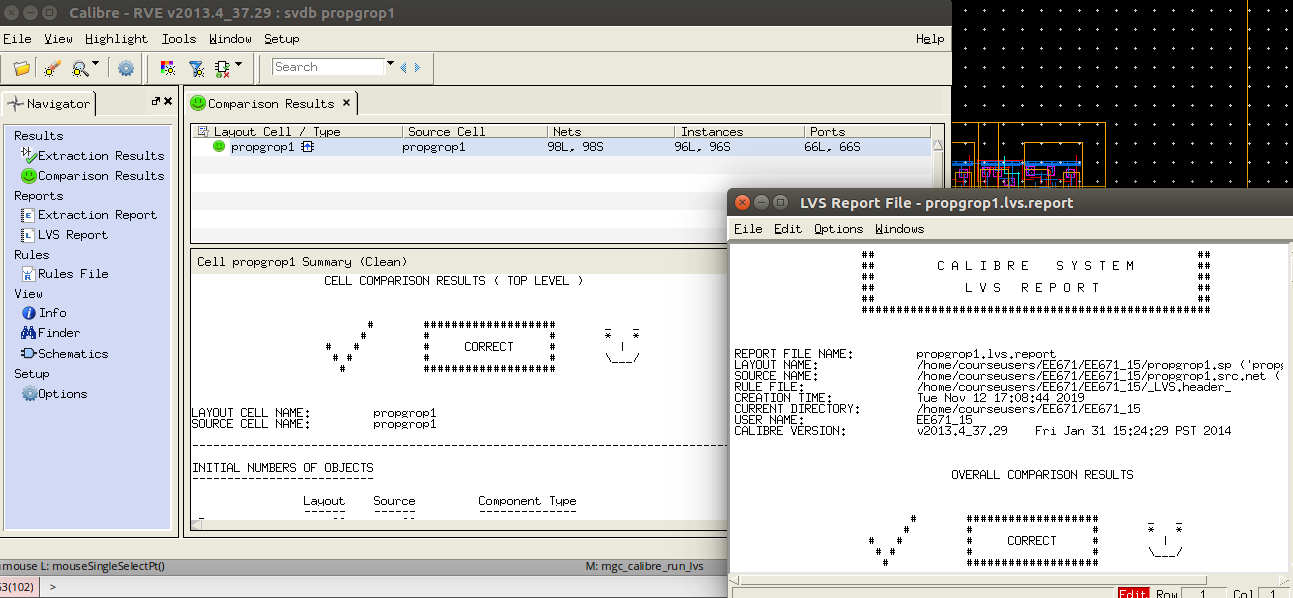 Calibre - RVE v2013.4_37.29 : svdb propgrop1
File View Highlight Tools Window Setup Help
Search
Navigator
Results
Extraction Results
Comparison Results
Reports
Extraction Report
LVS Report
Rules
Rules File
View
Info
Finder
Schematics
Setup
Options
Comparison Results
Layout Cell / Type Source Cell Nets Instances Ports
propgrop1 propgrop1 98L, 98S 96L, 96S 66L, 66S
Cell propgrop1 Summary (Clean)
CELL COMPARISON RESULTS ( TOP LEVEL )
CORRECT
LAYOUT CELL NAME: propgrop1
SOURCE CELL NAME: propgrop1
INITIAL NUMBERS OF OBJECTS
Layout Source Component Type
mouse L: mouseSingleSelectPt() M: mgc_calibre_run_lvs
63(102) >
LVS Report File - propgrop1.lvs.report
File Edit Options Windows
## C A L I B R E S Y S T E M ##
## L V S R E P O R T ##
REPORT FILE NAME: propgrop1.lvs.report
LAYOUT NAME: /home/courseusers/EE671/EE671_15/propgrop1.sp ('propg
SOURCE NAME: /home/courseusers/EE671/EE671_15/propgrop1.src.net (
RULE FILE: /home/courseusers/EE671/EE671_15/_LVS.header_
CREATION TIME: Tue Nov 12 17:08:44 2019
CURRENT DIRECTORY: /home/courseusers/EE671/EE671_15
USER NAME: EE671_15
CALIBRE VERSION: v2013.4_37.29 Fri Jan 31 15:24:29 PST 2014
OVERALL COMPARISON RESULTS
CORRECT
Edit Row 1 Col 1